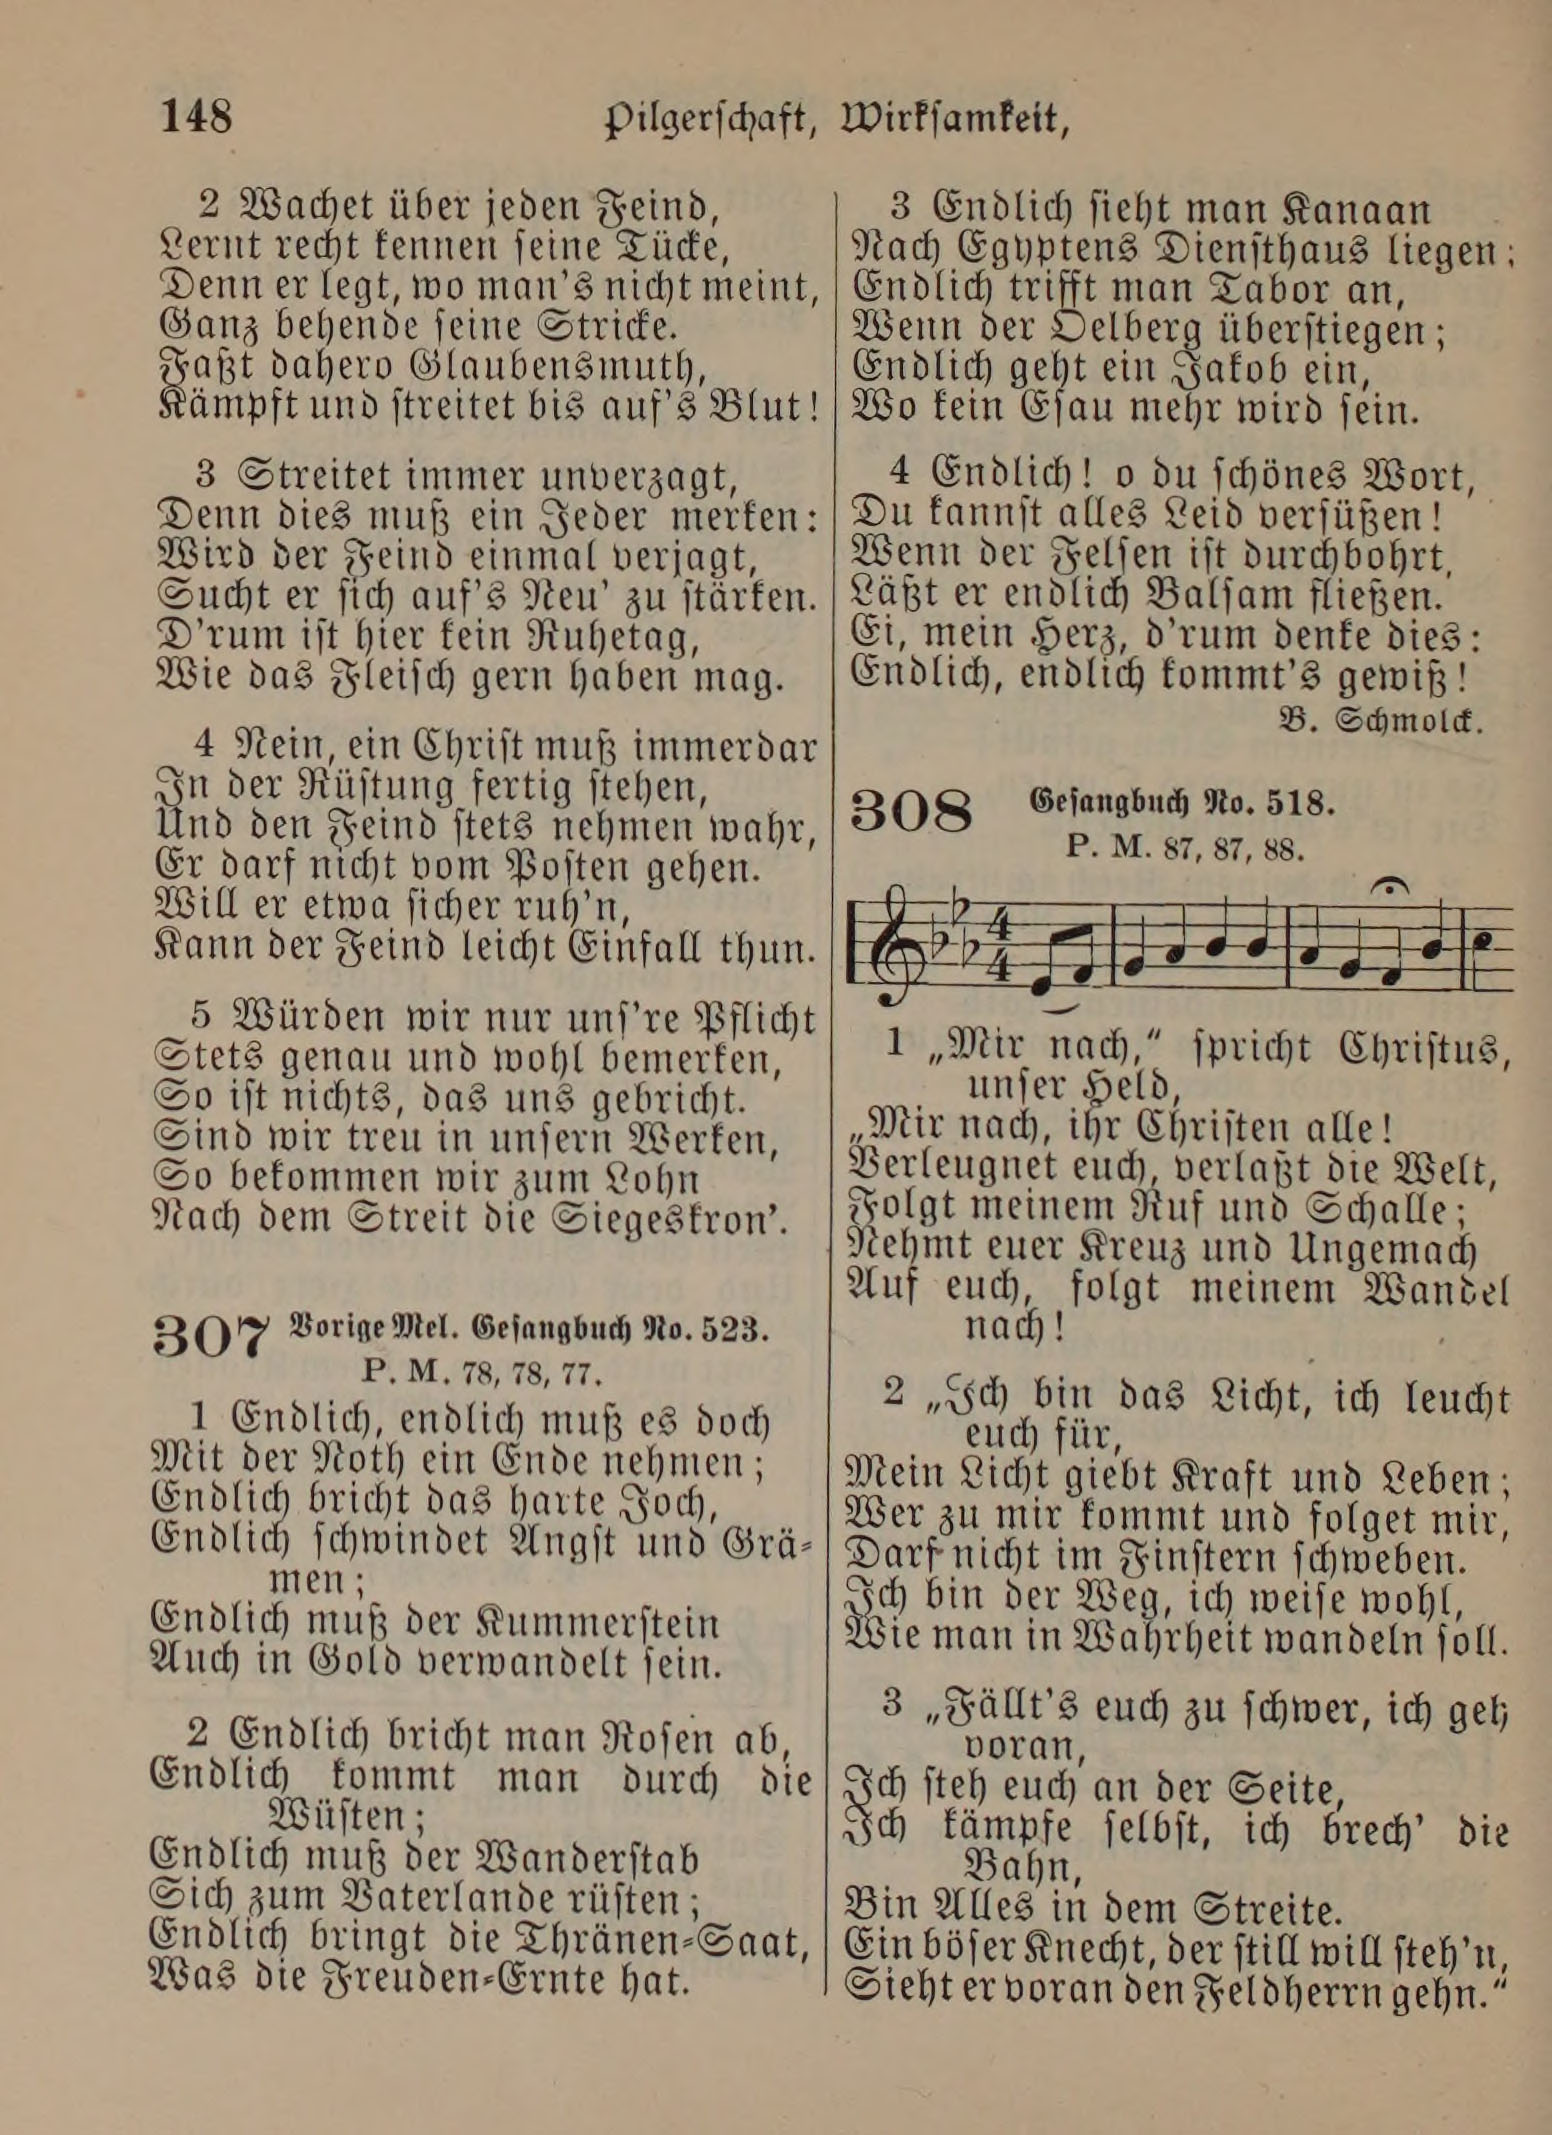 148
Pilgerschaft, Wirksamkeit,
2 Wachet über jeden Feind,
Lernt recht kennen seine Tücke,
Denn er legt, wo man's nicht meint,
Ganz behende seine Stricke.
Faßt dahero Glaubensmuth,
Kämpft und streitet bis auf's Blut!
3 Streitet immer unverzagt,
Denn dies muß ein Jeder merken:
Wird der Feind einmal verjagt,
Sucht er sich auf's Neu' zu stärken.
D'rum ist hier kein Ruhetag,
Wie das Fleisch gern haben mag.
4 Nein, ein Christ muß immerdar
In der Rüstung fertig stehen,
Und den Feind stets nehmen wahr,
Er darf nicht vom Posten gehen.
Will er etwa sicher ruh'n,
Kann der Feind leicht Einfall thun.
5 Würden wir nur uns're Pflicht
Stets genau und wohl bemerken,
So ist nichts, das uns gebricht.
Sind wir treu in unsern Werken,
So bekommen wir zum Lohn
Nach dem Streit die Siegeskron'.
307 Vorige Mel. Gesangbuch No. 523.
P. M. 78, 78, 77.
1 Endlich, endlich muß es doch
Mit der Noth ein Ende nehmen;
Endlich bricht das harte Joch,
Endlich schwindet Angst und Grä-
men;
Endlich muß der Kummerstein
Auch in Gold verwandelt sein.
2 Endlich bricht man Rosen ab,
Endlich kommt man durch die
Wüsten;
Endlich muß der Wanderstab
Sich zum Vaterlande rüsten;
Endlich bringt die Thränen-Saat,
Was die Freuden-Ernte hat.
3 Endlich sieht man Kanaan
Nach Egyptens Diensthaus liegen;
Endlich trifft man Tabor an,
Wenn der Oelberg überstiegen;
Endlich geht ein Jakob ein,
Wo kein Esau mehr wird sein.
4 Endlich! o du schönes Wort,
Du kannst alles Leid versüßen!
Wenn der Felsen ist durchbohrt,
Läßt er endlich Balsam fließen.
Ei, mein Herz, d'rum denke dies:
Endlich, endlich kommt's gewiß!
B. Schmolck.
308 Gesangbuch No. 518.
P. M. 87, 87, 88.
4
4
1 „Mir nach,“ spricht Christus,
unser Held,
„Mir nach, ihr Christen alle!
Verleugnet euch, verlaßt die Welt,
Folgt meinem Ruf und Schalle;
Nehmt euer Kreuz und Ungemach
Auf euch, folgt meinem Wandel
nach!
2 „Ich bin das Licht, ich leucht
euch für,
Mein Licht giebt Kraft und Leben;
Wer zu mir kommt und folget mir,
Darf nicht im Finstern schweben.
Ich bin der Weg, ich weise wohl,
Wie man in Wahrheit wandeln soll.
3 „Fällt's euch zu schwer, ich geh
voran,
Ich steh euch an der Seite,
Ich kämpfe selbst, ich brech' die
Bahn,
Bin Alles in dem Streite.
Ein böser Knecht, der still will steh'n,
Sieht er voran den Feldherrn gehn.“